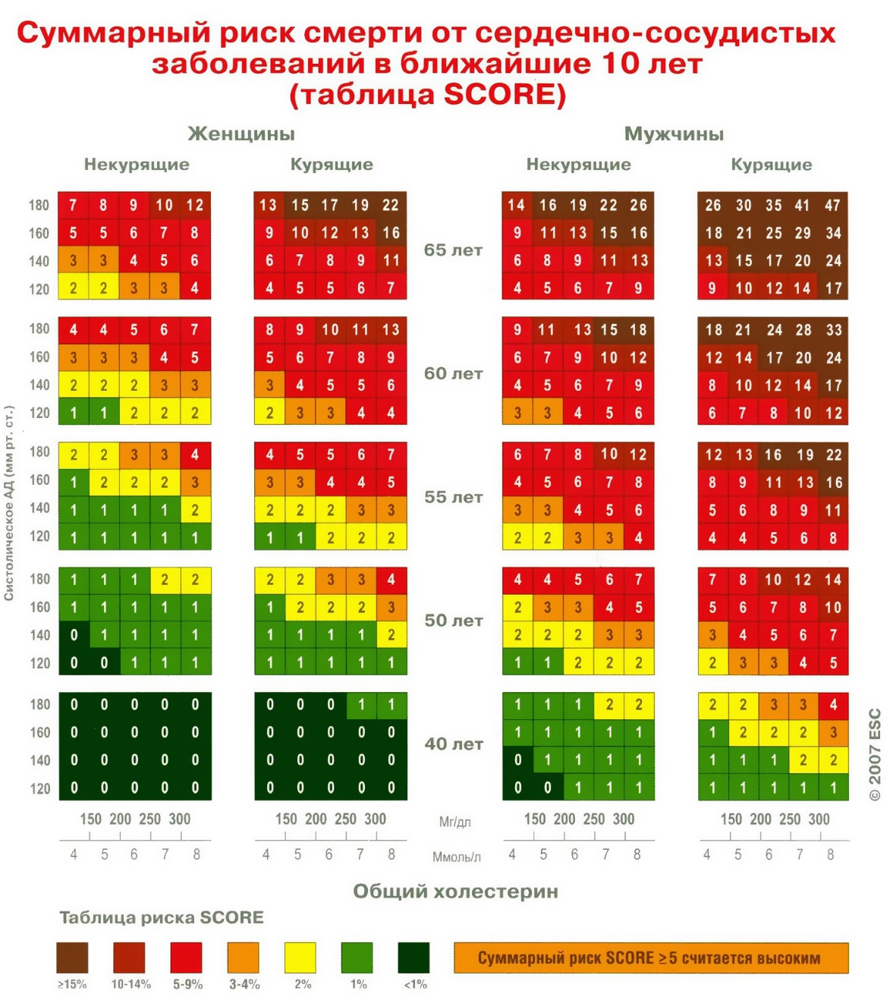 Суммарный риск смерти от сердечно-сосудистых
заболеваний в ближайшие 10 лет
(таблица SCORE)
Женщины Мужчины
Некурящие Курящие Некурящие Курящие
180 7 8 9 10 12 13 15 17 19 22 14 16 19 22 26 26 30 35 41 47
160 5 5 6 7 8 9 10 12 13 16 9 11 13 15 16 18 21 25 29 34
65 лет
140 3 3 4 5 6 6 7 8 9 11 6 8 9 11 13 13 15 17 20 24
120 2 2 3 3 4 4 5 5 6 7 4 5 6 7 9 9 10 12 14 17
180 4 4 5 6 7 8 9 10 11 13 9 11 13 15 18 18 21 24 28 33
160 3 3 3 4 5 5 6 7 8 9 6 7 9 10 12 12 14 17 20 24
60 лет
140 2 2 2 3 3 3 4 5 5 6 4 5 6 7 9 8 10 12 14 17
120 1 1 2 2 2 2 3 3 4 4 3 3 4 5 6 6 7 8 10 12
180 2 2 3 3 4 4 5 5 6 7 6 7 8 10 12 12 13 16 19 22
160 1 2 2 2 3 3 3 4 4 5 4 5 6 7 8 8 9 11 13 16
55 лет
140 1 1 1 1 2 2 2 2 3 3 3 3 4 5 6 5 6 8 9 11
120 1 1 1 1 1 1 1 2 2 2 2 2 3 3 4 4 4 5 6 8
180 1 1 1 2 2 2 2 3 3 4 4 4 5 6 7 7 8 10 12 14
160 1 1 1 1 1 1 2 2 2 3 2 3 3 4 5 5 6 7 8 10
50 лет
140 0 1 1 1 1 1 1 1 1 2 2 2 2 3 3 3 4 5 6 7
120 0 0 1 1 1 1 1 1 1 1 1 1 2 2 2 2 3 3 4 5
180 0 0 0 0 0 0 0 0 1 1 1 1 1 2 2 2 2 3 3 4
160 0 0 0 0 0 0 0 0 0 0 1 1 1 1 1 1 2 2 2 3
40 лет
140 0 0 0 0 0 0 0 0 0 0 0 1 1 1 1 1 1 1 2 2
120 0 0 0 0 0 0 0 0 0 0 0 0 1 1 1 1 1 1 1 1
Систолическое АД (мм рт. ст.)
© 2007 ESC
150 200 250 300 150 200 250 300 Мг/дл 150 200 250 300 150 200 250 300
4 5 6 7 8 4 5 6 7 8 Ммоль/л 4 5 6 7 8 4 5 6 7 8
Общий холестерин
Таблица риска SCORE
Суммарный риск SCORE ≥5 считается высоким
≥15% 10-14% 5-9% 3-4% 2% 1% <1%